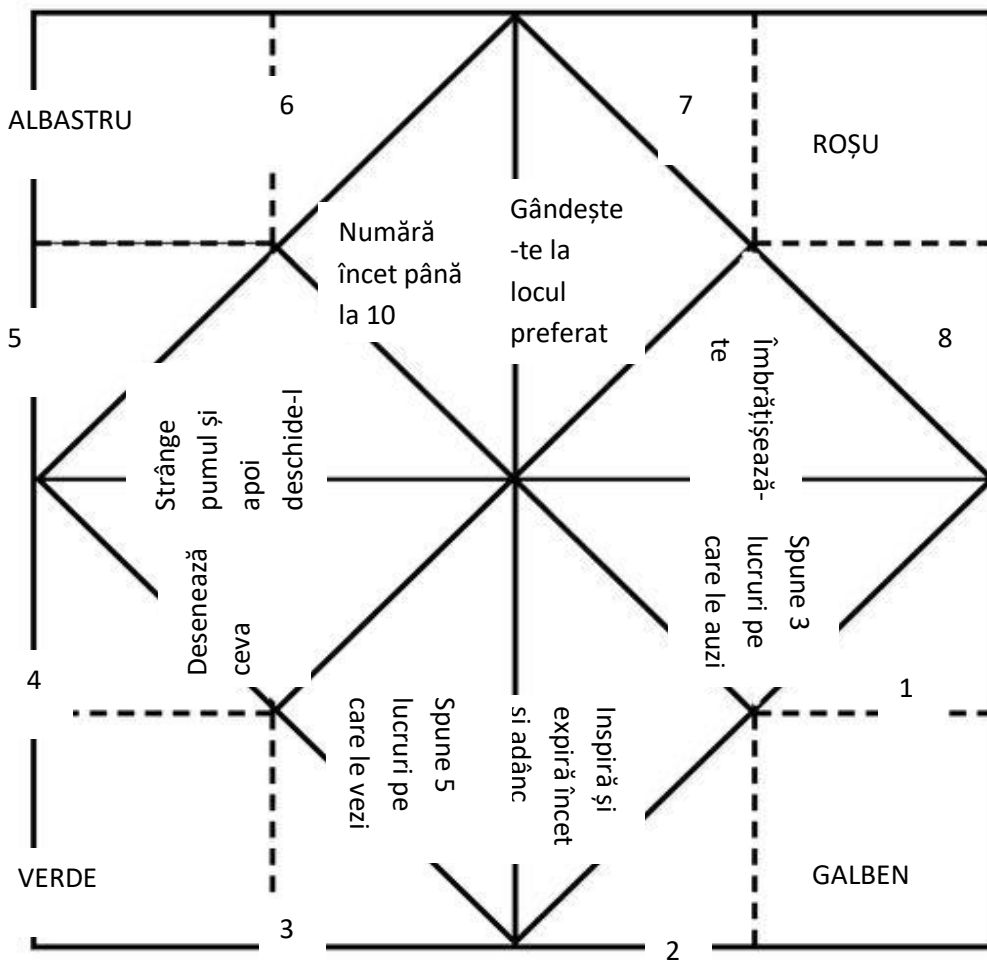 6
7
ALBASTRU
ROȘU
Numără
încet până
la 10
Gândește
-te la
locul
preferat
5
8
Îmbrățișează-
te
Strânge
pumul și
apoi
deschide-l
Desenează
ceva
Spune 3
lucruri pe
care le auzi
4
1
Spune 5
lucruri pe
care le vezi
Inspiră și
expiră încet
si adânc
VERDE
GALBEN
3
2